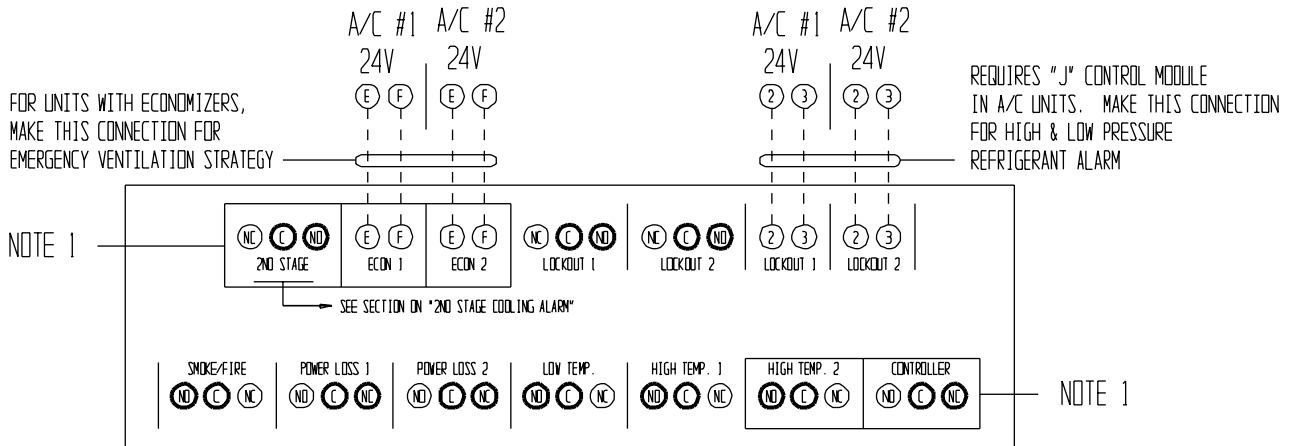 A/C #1 A/C #2 A/C #1 A/C #2
24V 24V 24V 24V
FOR UNITS WITH ECONOMIZERS,
MAKE THIS CONNECTION FOR
EMERGENCY VENTILATION STRATEGY
E F E F 2 3 2 3
REQUIRES "J" CONTROL MODULE
IN A/C UNITS. MAKE THIS CONNECTION
FOR HIGH & LOW PRESSURE
REFRIGERANT ALARM
NOTE 1
NC C NO E F E F NC C NO NC C NO 2 3 2 3
2ND STAGE ECON 1 ECON 2 LOCKOUT 1 LOCKOUT 2 LOCKOUT 1 LOCKOUT 2
SEE SECTION ON "2ND STAGE COOLING ALARM"
SMOKE/FIRE POWER LOSS 1 POWER LOSS 2 LOW TEMP. HIGH TEMP. 1 HIGH TEMP. 2 CONTROLLER
NO C NC NO C NC NO C NC NO C NC NO C NC NO C NC NO C NC
NOTE 1